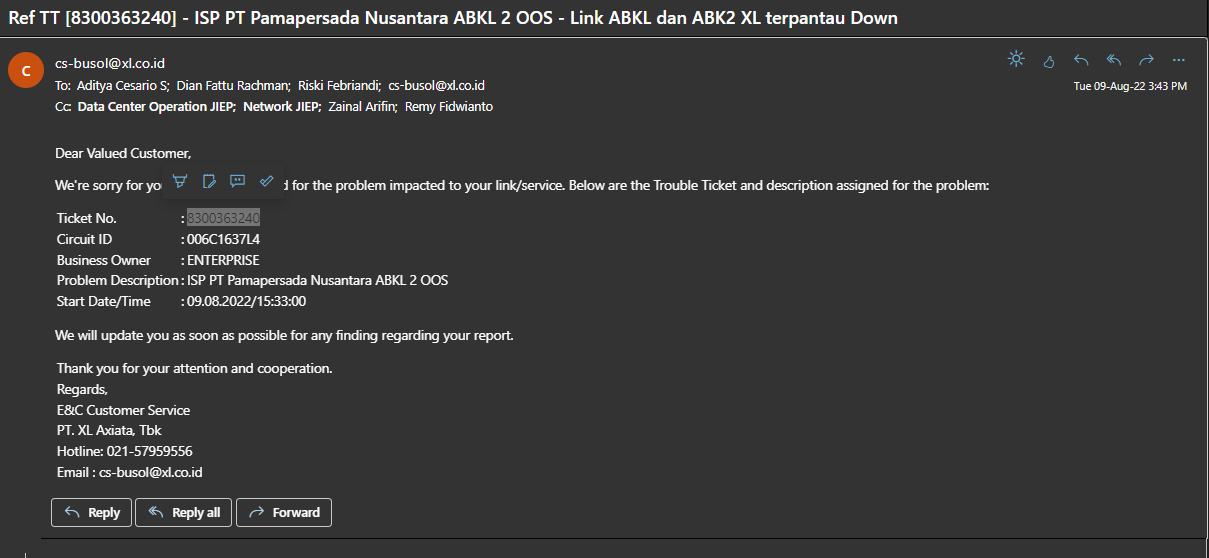 Ref TT [8300363240] - ISP PT Pamapersada Nusantara ABKL 2 OOS - Link ABKL dan ABK2 XL terpantau Down
C
cs-busol@xl.co.id
To: Aditya Cesario S; Dian Fattu Rachman; Riski Febriandi; cs-busol@xl.co.id
Cc: Data Center Operation JIEP; Network JIEP; Zainal Arifin; Remy Fidwianto
Tue 09-Aug-22 3:43 PM
Dear Valued Customer,
We're sorry for for the problem impacted to your link/service. Below are the Trouble Ticket and description assigned for the problem:
Ticket No. : 8300363240
Circuit ID : 006C1637L4
Business Owner : ENTERPRISE
Problem Description : ISP PT Pamapersada Nusantara ABKL 2 OOS
Start Date/Time : 09.08.2022/15:33:00
We will update you as soon as possible for any finding regarding your report.
Thank you for your attention and cooperation.
Regards,
E&C Customer Service
PT. XL Axiata, Tbk
Hotline: 021-57959556
Email : cs-busol@xl.co.id
Reply Reply all Forward